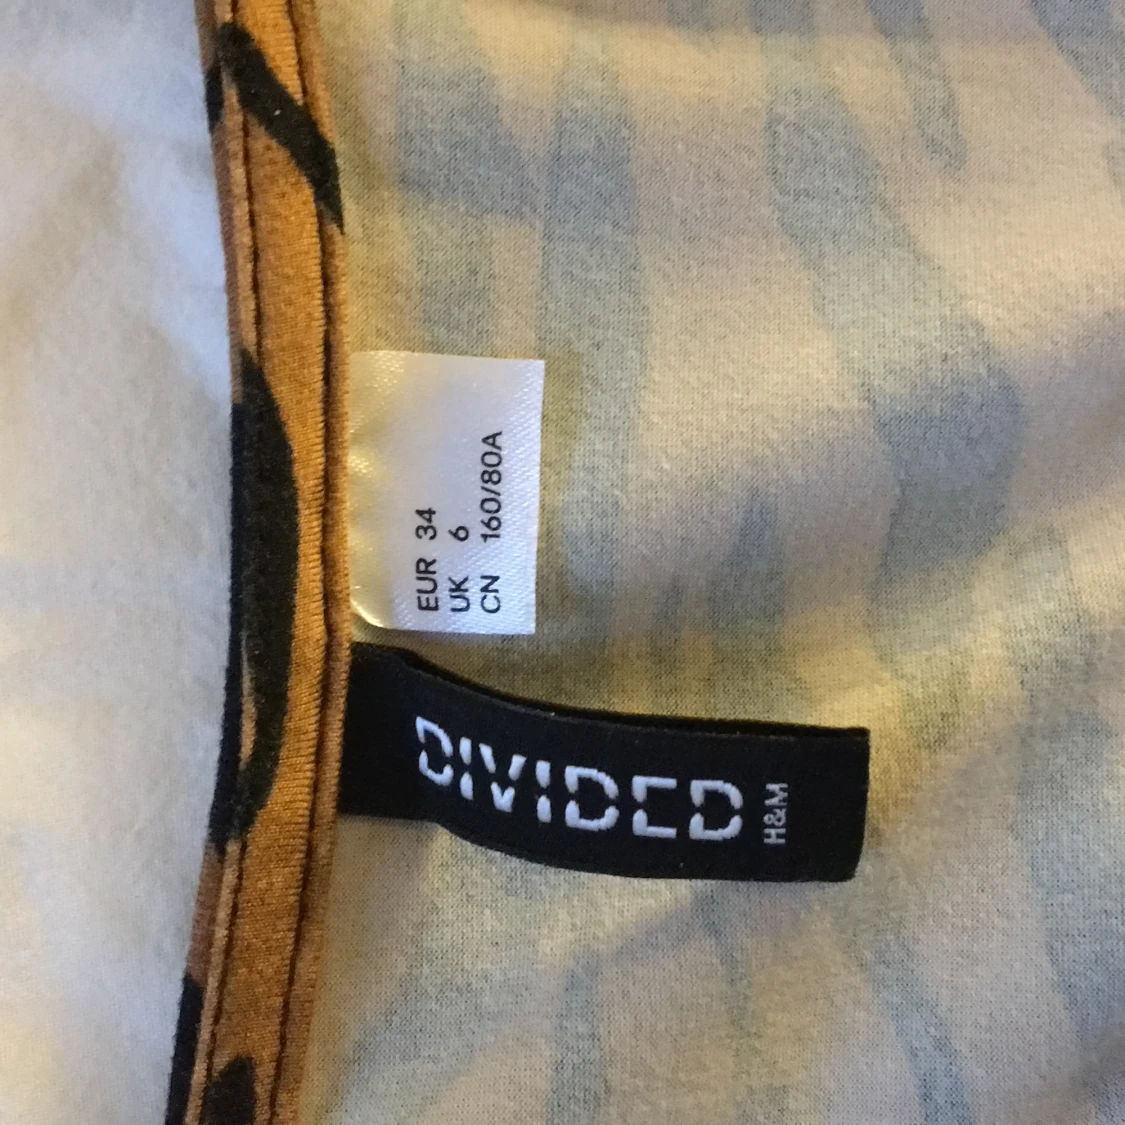 EUR 34
UK 6
CN 160/80A
DIVIDED
H&M